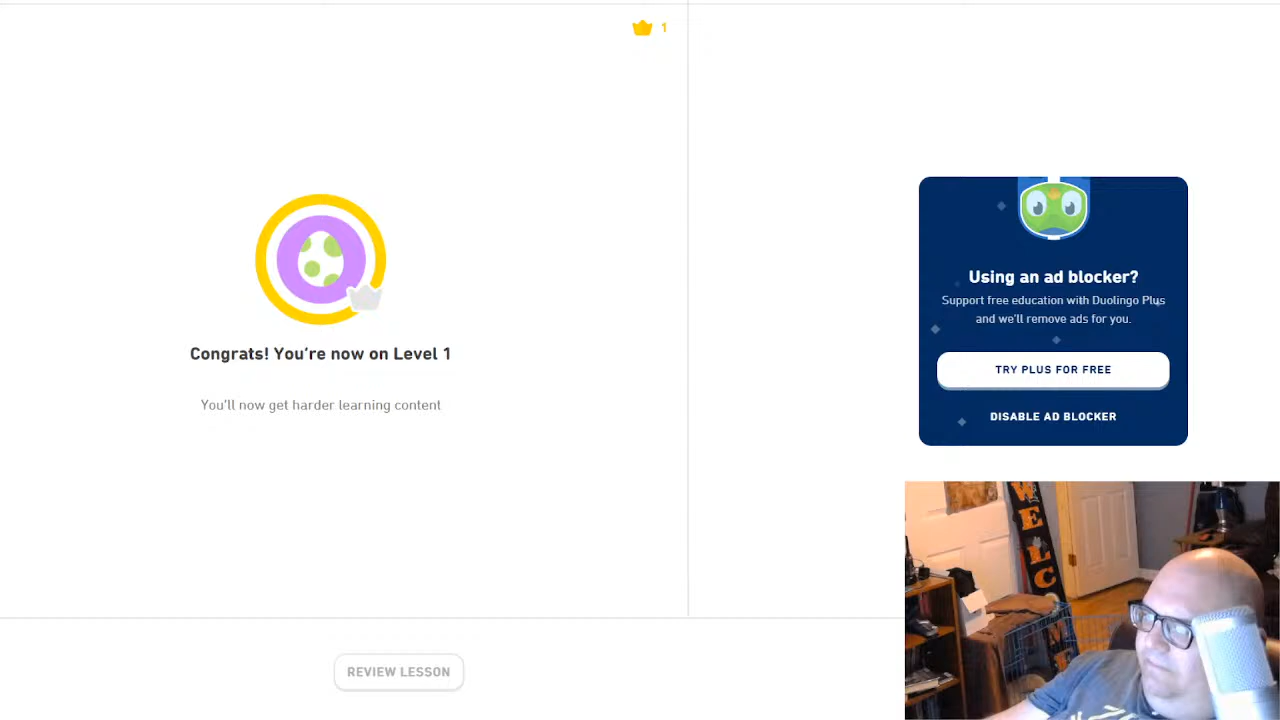 1
Congrats! You're now on Level 1
You'll now get harder learning content
Using an ad blocker?
Support free education with Duolingo Plus
and we'll remove ads for you.
TRY PLUS FOR FREE
DISABLE AD BLOCKER
REVIEW LESSON
W
E
L
C